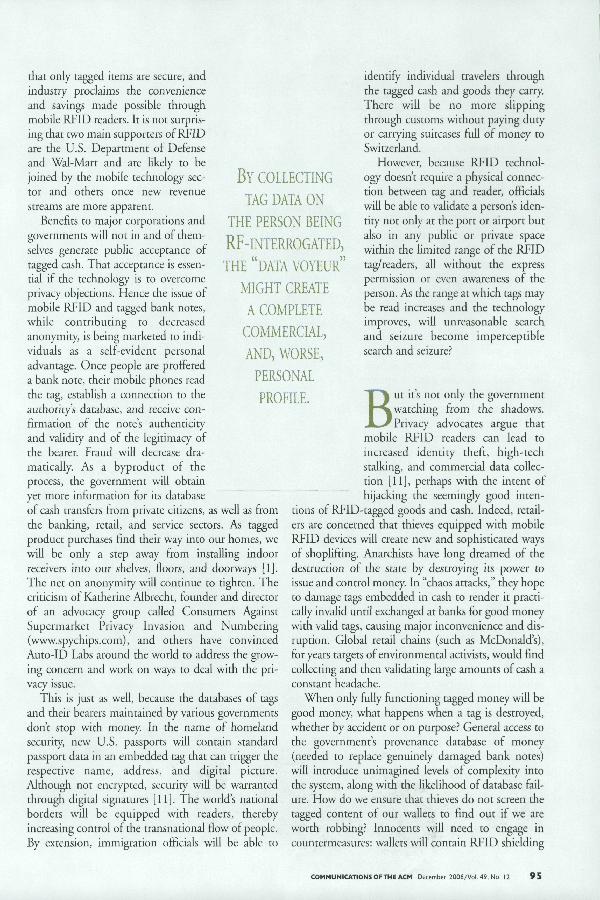 that only tagged items are secure, and
industry proclaims the convenience
and savings made possible through
mobile RFID readers. It is not surpris-
ing that two main supporters of RFID
are the U.S. Department of Defense
and Wal-Mart and are likely to be
joined by the mobile technology sec-
tor and others once new revenue
streams are more apparent.
Benefits to major corporations and
governments will not in and of them-
selves generate public acceptance of
tagged cash. That acceptance is essen-
tial if the technology is to overcome
privacy objections. Hence the issue of
mobile RFID and tagged bank notes,
while contributing to decreased
anonymity, is being marketed to indi-
viduals as a self-evident personal
advantage. Once people are proffered
a bank note, their mobile phones read
the tag, establish a connection to the
authority's database, and receive con-
firmation of the note's authenticity
and validity and of the legitimacy of
the bearer. Fraud will decrease dra-
matically. As a byproduct of the
process, the government will obtain
yet more information for its database
of cash transfers from private citizens, as well as from
the banking, retail, and service sectors. As tagged
product purchases find their way into our homes, we
will be only a step away from installing indoor
receivers into our shelves, floors, and doorways [1].
The net on anonymity will continue to tighten. The
criticism of Katherine Albrecht, founder and director
of an advocacy group called Consumers Against
Supermarket Privacy Invasion and Numbering
(www.spychips.com), and others have convinced
Auto-ID Labs around the world to address the grow-
ing concern and work on ways to deal with the pri-
vacy issue.
This is just as well, because the databases of tags
and their bearers maintained by various governments
don't stop with money. In the name of homeland
security, new U.S. passports will contain standard
passport data in an embedded tag that can trigger the
respective name, address, and digital picture.
Although not encrypted, security will be warranted
through digital signatures [11]. The world's national
borders will be equipped with readers, thereby
increasing control of the transnational flow of people.
By extension, immigration officials will be able to
BY COLLECTING
TAG DATA ON
THE PERSON BEING
RF-INTERROGATED,
THE "DATA VOYEUR"
MIGHT CREATE
A COMPLETE
COMMERCIAL,
AND, WORSE,
PERSONAL
PROFILE.
identify individual travelers through
the tagged cash and goods they carry.
There will be no more slipping
through customs without paying duty
or carrying suitcases full of money to
Switzerland.
However, because RFID technol-
ogy doesn't require a physical connec-
tion between tag and reader, officials
will be able to validate a person's iden-
tity not only at the port or airport but
also in any public or private space
within the limited range of the RFID
tag/readers, all without the express
permission or even awareness of the
person. As the range at which tags may
be read increases and the technology
improves, will unreasonable search
and seizure become imperceptible
search and seizure?
But it's not only the government
watching from the shadows.
Privacy advocates argue that
mobile RFID readers can lead to
increased identity theft, high-tech
stalking, and commercial data collec-
tion [11], perhaps with the intent of
hijacking the seemingly good inten-
tions of RFID-tagged goods and cash. Indeed, retail-
ers are concerned that thieves equipped with mobile
RFID devices will create new and sophisticated ways
of shoplifting. Anarchists have long dreamed of the
destruction of the state by destroying its power to
issue and control money. In "chaos attacks," they hope
to damage tags embedded in cash to render it practi-
cally invalid until exchanged at banks for good money
with valid tags, causing major inconvenience and dis-
ruption. Global retail chains (such as McDonald's),
for years targets of environmental activists, would find
collecting and then validating large amounts of cash a
constant headache.
When only fully functioning tagged money will be
good money, what happens when a tag is destroyed,
whether by accident or on purpose? General access to
the government's provenance database of money
(needed to replace genuinely damaged bank notes)
will introduce unimagined levels of complexity into
the system, along with the likelihood of database fail-
ure. How do we ensure that thieves do not screen the
tagged content of our wallets to find out if we are
worth robbing? Innocents will need to engage in
countermeasures: wallets will contain RFID shielding
COMMUNICATIONS OF THE ACM December 2006/Vol. 49, No. 12 95